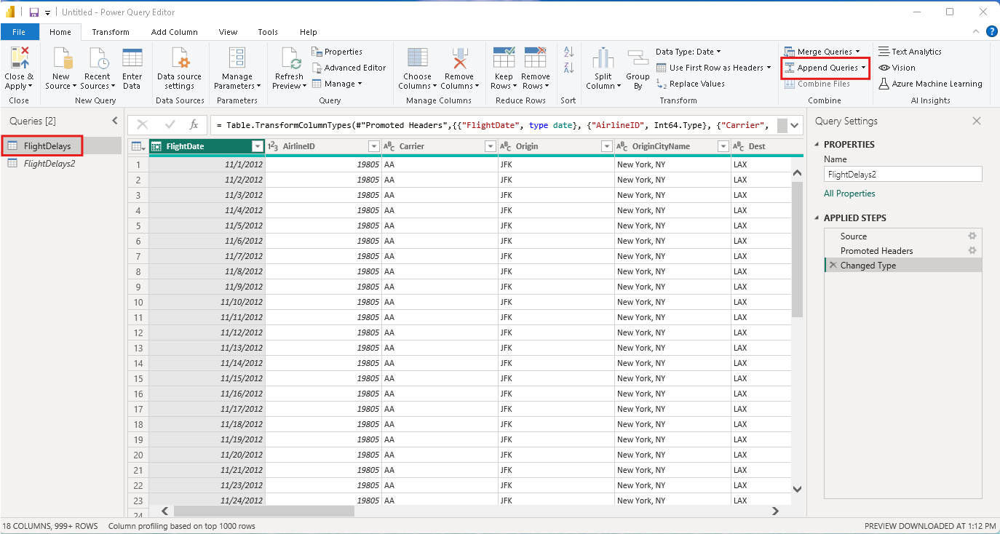 Untitled - Power Query Editor
File Home Transform Add Column View Tools Help
Close & Apply
New Source
Recent Sources
Enter Data
Data source settings
Manage Parameters
Refresh Preview
Properties
Advanced Editor
Manage
Choose Columns
Remove Columns
Keep Rows
Remove Rows
Split Column
Group By
Data Type: Date
Use First Row as Headers
Replace Values
Merge Queries
Append Queries
Combine Files
Text Analytics
Vision
Azure Machine Learning
Close New Query Data Sources Parameters Query Manage Columns Reduce Rows Sort Transform Combine AI Insights
Queries [2]
FlightDelays
FlightDelays2
= Table.TransformColumnTypes(#"Promoted Headers",{{"FlightDate", type date}, {"AirlineID", Int64.Type}, {"Carrier",
FlightDate 123 AirlineID ABC Carrier ABC Origin ABC OriginCityName ABC Dest
1 11/1/2012 19805 AA JFK New York, NY LAX
2 11/2/2012 19805 AA JFK New York, NY LAX
3 11/3/2012 19805 AA JFK New York, NY LAX
4 11/4/2012 19805 AA JFK New York, NY LAX
5 11/5/2012 19805 AA JFK New York, NY LAX
6 11/6/2012 19805 AA JFK New York, NY LAX
7 11/7/2012 19805 AA JFK New York, NY LAX
8 11/8/2012 19805 AA JFK New York, NY LAX
9 11/9/2012 19805 AA JFK New York, NY LAX
10 11/10/2012 19805 AA JFK New York, NY LAX
11 11/11/2012 19805 AA JFK New York, NY LAX
12 11/12/2012 19805 AA JFK New York, NY LAX
13 11/13/2012 19805 AA JFK New York, NY LAX
14 11/14/2012 19805 AA JFK New York, NY LAX
15 11/15/2012 19805 AA JFK New York, NY LAX
16 11/16/2012 19805 AA JFK New York, NY LAX
17 11/17/2012 19805 AA JFK New York, NY LAX
18 11/18/2012 19805 AA JFK New York, NY LAX
19 11/19/2012 19805 AA JFK New York, NY LAX
20 11/20/2012 19805 AA JFK New York, NY LAX
21 11/21/2012 19805 AA JFK New York, NY LAX
22 11/23/2012 19805 AA JFK New York, NY LAX
23 11/24/2012 19805 AA JFK New York, NY LAX
24
Query Settings
PROPERTIES
Name
FlightDelays2
All Properties
APPLIED STEPS
Source
Promoted Headers
Changed Type
18 COLUMNS, 999+ ROWS Column profiling based on top 1000 rows
PREVIEW DOWNLOADED AT 1:12 PM